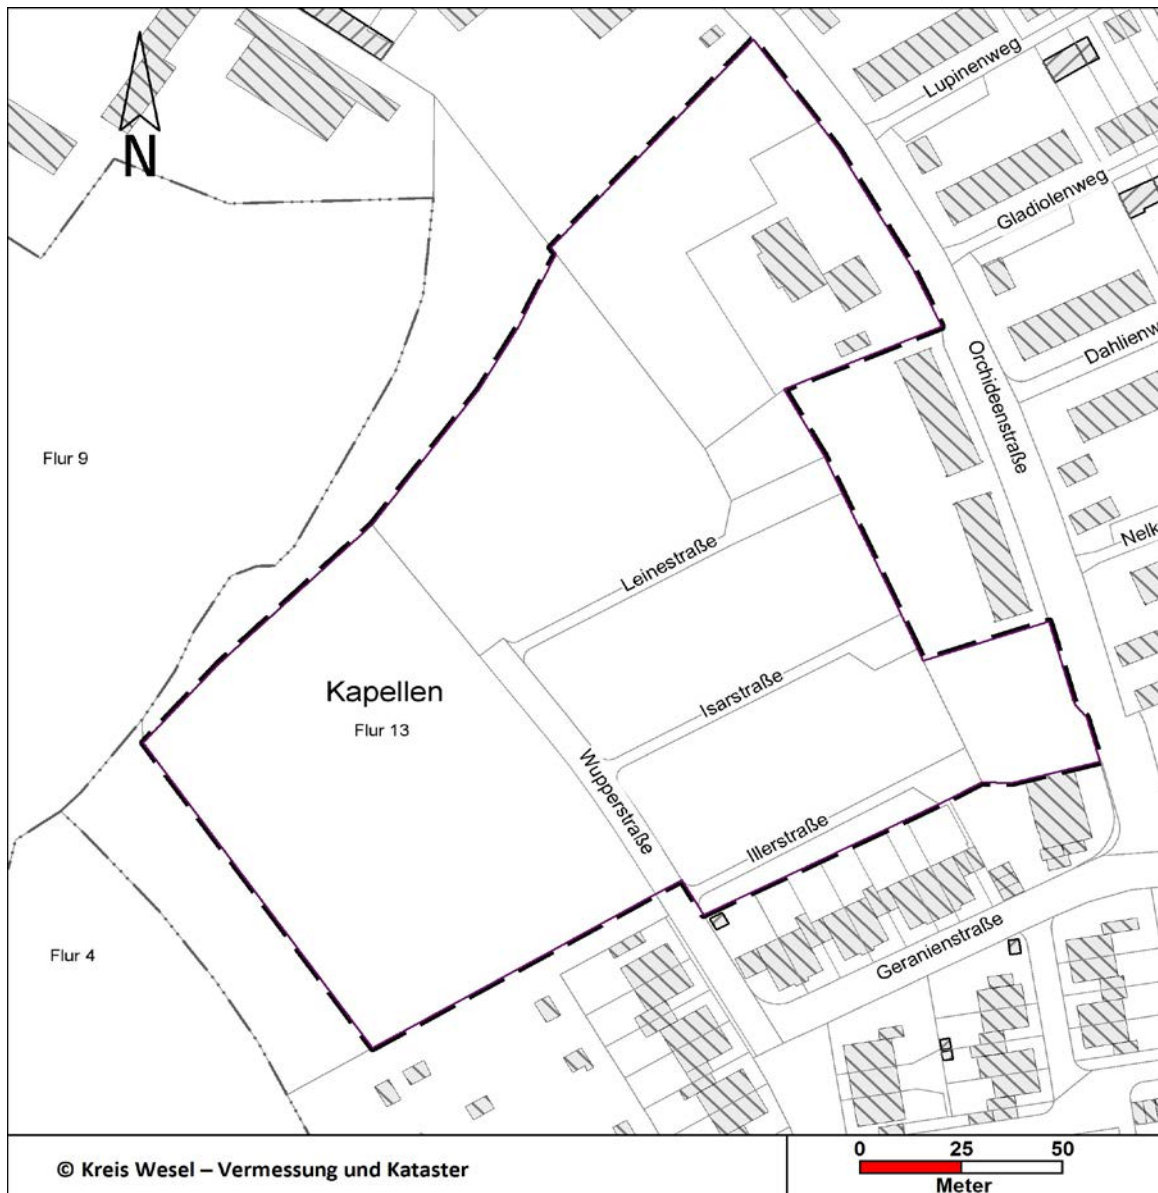 N
Lupinenweg
Gladiolenweg
Dahlienw
Orchideenstraße
Nelk
Flur 9
Leinestraße
Isarstraße
Kapellen
Flur 13
Wupperstraße
Illerstraße
Geranienstraße
Flur 4
© Kreis Wesel – Vermessung und Kataster
0 25 50
Meter